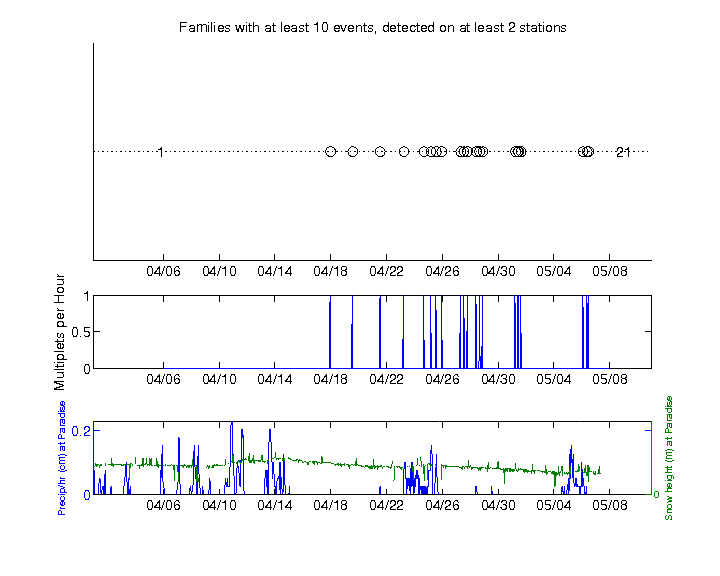 Families with at least 10 events, detected on at least 2 stations
1 21
04/06 04/10 04/14 04/18 04/22 04/26 04/30 05/04 05/08
Multiplets per Hour
1
0.5
0
04/06 04/10 04/14 04/18 04/22 04/26 04/30 05/04 05/08
Precip/hr (cm) at Paradise
0.2
0
Snow height (m) at Paradise
0
04/06 04/10 04/14 04/18 04/22 04/26 04/30 05/04 05/08